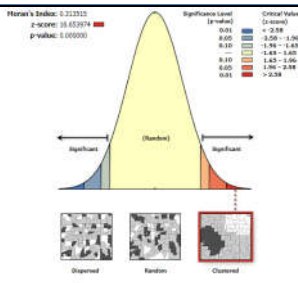 Moran's Index: 0.213515
z-score: 16.653974
p-value: 0.000000
Significance Level (p-value)
Critical Value (z-score)
0.01 < -2.58
0.05 -2.58 - -1.96
0.10 -1.96 - -1.65
— -1.65 - 1.65
0.10 1.65 - 1.96
0.05 1.96 - 2.58
0.01 > 2.58
(Random)
Significant Significant
Dispersed Random Clustered